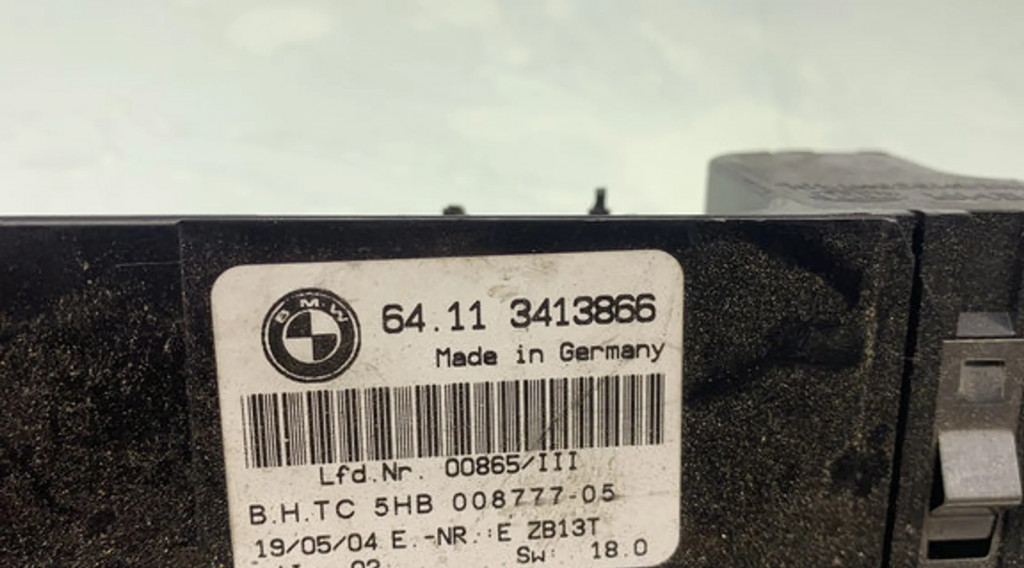 BMW
64.11 3413866
Made in Germany
Lfd.Nr. 00865/III
B.H.TC 5HB 008777-05
19/05/04 E.-NR.:E ZB13T
SW: 18.0